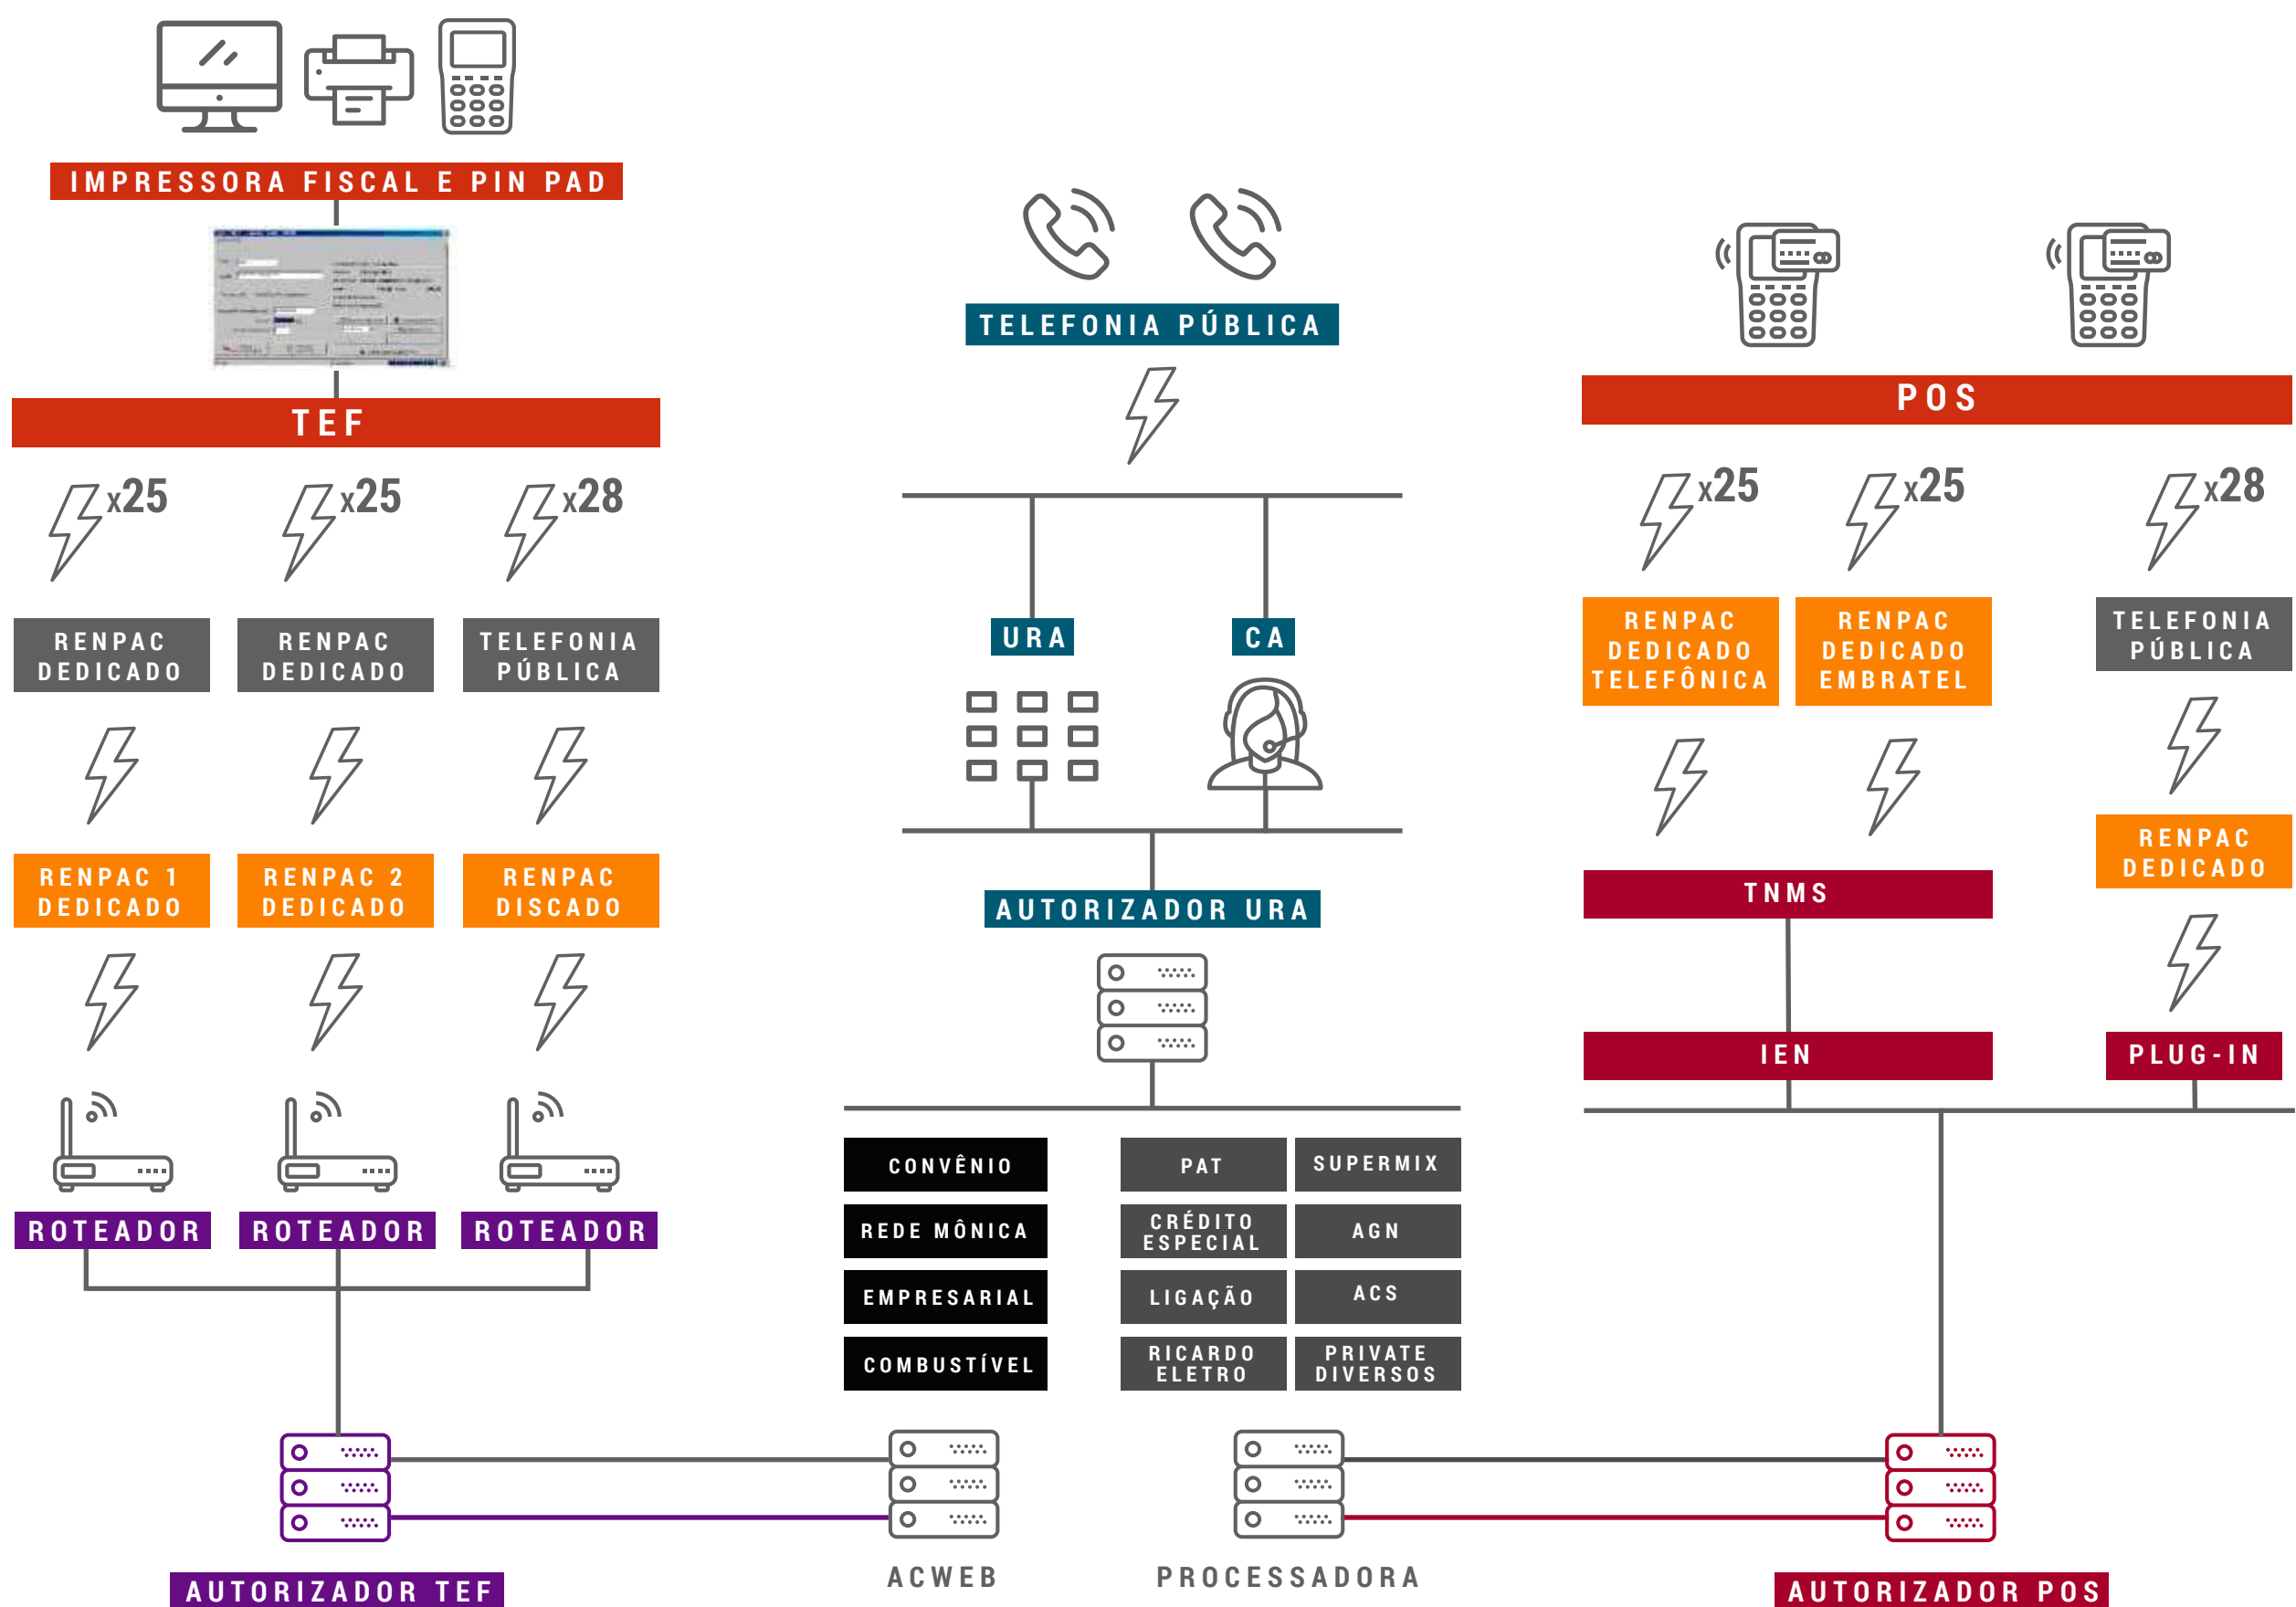 IMPRESSORA FISCAL E PIN PAD
TEF
x25
x25
x28
RENPAC
DEDICADO
RENPAC
DEDICADO
TELEFONIA
PÚBLICA
RENPAC 1
DEDICADO
RENPAC 2
DEDICADO
RENPAC
DISCADO
ROTEADOR
ROTEADOR
ROTEADOR
AUTORIZADOR TEF
TELEFONIA PÚBLICA
URA
CA
AUTORIZADOR URA
CONVÊNIO
REDE MÔNICA
EMPRESARIAL
COMBUSTÍVEL
PAT
CRÉDITO
ESPECIAL
LIGAÇÃO
RICARDO
ELETRO
SUPERMIX
AGN
ACS
PRIVATE
DIVERSOS
ACWEB
PROCESSADORA
POS
x25
x25
x28
RENPAC
DEDICADO
TELEFÔNICA
RENPAC
DEDICADO
EMBRATEL
TELEFONIA
PÚBLICA
RENPAC
DEDICADO
TNMS
IEN
PLUG-IN
AUTORIZADOR POS